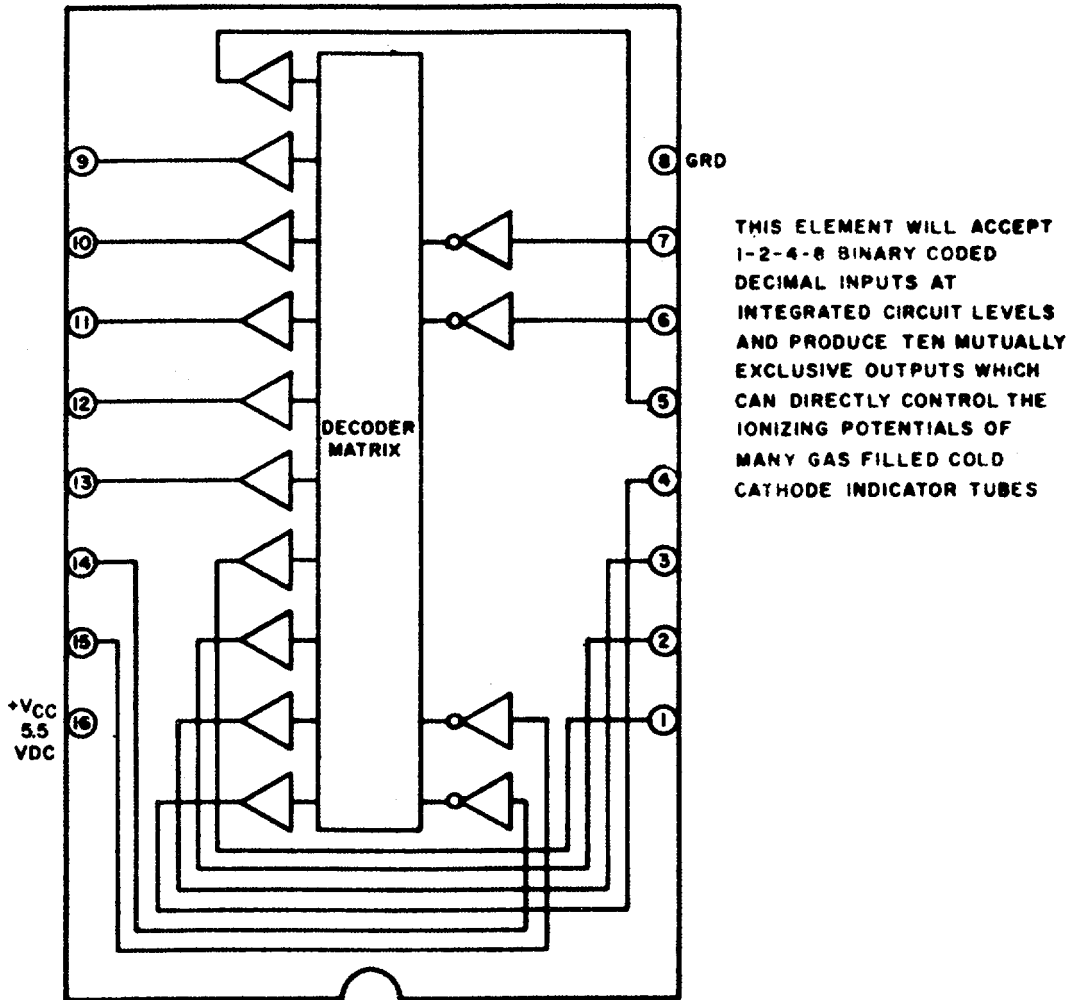 9
10
11
12
13
14
15
16
+VCC
5.5
VDC
DECODER
MATRIX
8 GRD
7
6
5
4
3
2
1
THIS ELEMENT WILL ACCEPT
1-2-4-8 BINARY CODED
DECIMAL INPUTS AT
INTEGRATED CIRCUIT LEVELS
AND PRODUCE TEN MUTUALLY
EXCLUSIVE OUTPUTS WHICH
CAN DIRECTLY CONTROL THE
IONIZING POTENTIALS OF
MANY GAS FILLED COLD
CATHODE INDICATOR TUBES